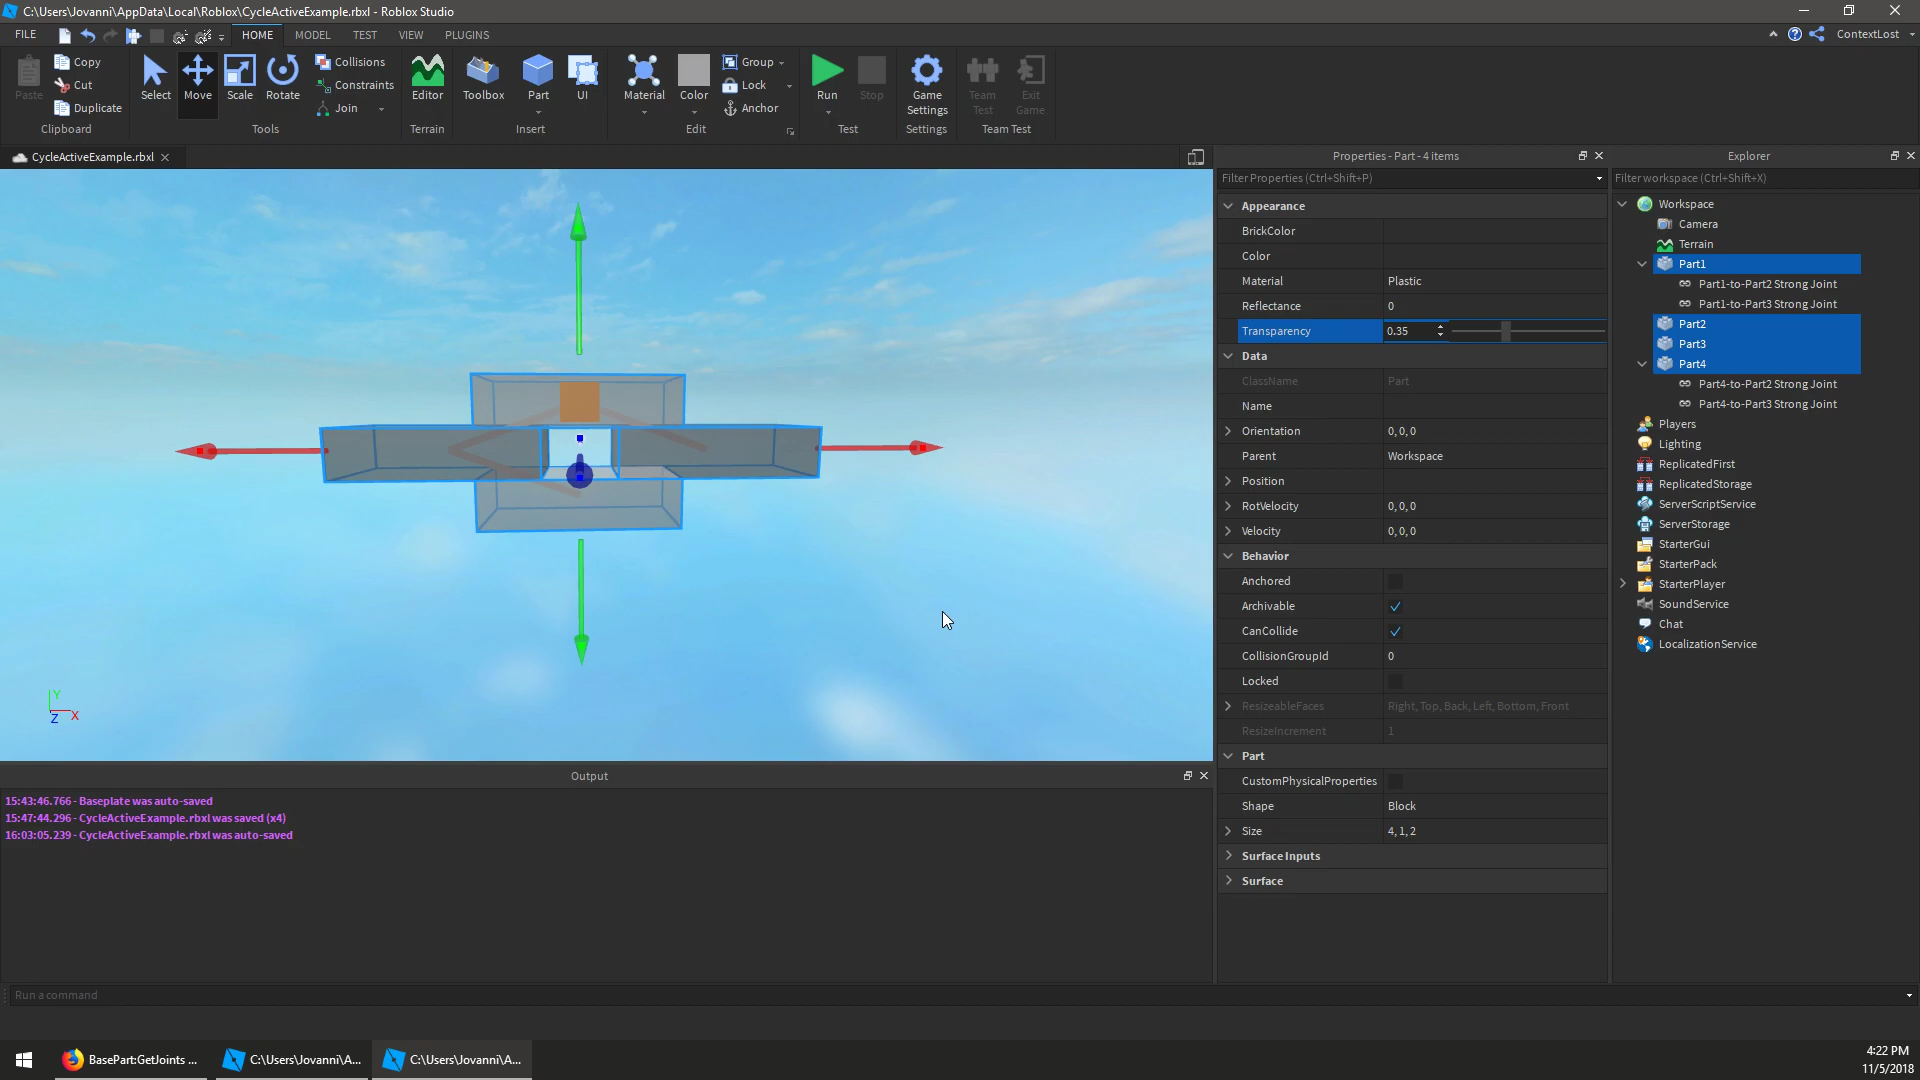 C:\Users\Jovanni\AppData\Local\Roblox\CycleActiveExample.rbxl - Roblox Studio
FILE
HOME
MODEL
TEST
VIEW
PLUGINS
ContextLost
Paste
Copy
Cut
Duplicate
Clipboard
Select
Move
Scale
Rotate
Collisions
Constraints
Join
Tools
Editor
Terrain
Toolbox
Part
UI
Insert
Material
Color
Group
Lock
Anchor
Edit
Run
Stop
Test
Game
Settings
Settings
Team
Test
Exit
Game
Team Test
CycleActiveExample.rbxl
Y
Z
X
Output
15:43:46.766 - Baseplate was auto-saved
15:47:44.296 - CycleActiveExample.rbxl was saved (x4)
16:03:05.239 - CycleActiveExample.rbxl was auto-saved
Run a command
Properties - Part - 4 items
Filter Properties (Ctrl+Shift+P)
Appearance
BrickColor
Color
Material Plastic
Reflectance 0
Transparency 0.35
Data
ClassName Part
Name
Orientation 0, 0, 0
Parent Workspace
Position
RotVelocity 0, 0, 0
Velocity 0, 0, 0
Behavior
Anchored
Archivable
CanCollide
CollisionGroupId 0
Locked
ResizeableFaces Right, Top, Back, Left, Bottom, Front
ResizeIncrement 1
Part
CustomPhysicalProperties
Shape Block
Size 4, 1, 2
Surface Inputs
Surface
Explorer
Filter workspace (Ctrl+Shift+X)
Workspace
Camera
Terrain
Part1
Part1-to-Part2 Strong Joint
Part1-to-Part3 Strong Joint
Part2
Part3
Part4
Part4-to-Part2 Strong Joint
Part4-to-Part3 Strong Joint
Players
Lighting
ReplicatedFirst
ReplicatedStorage
ServerScriptService
ServerStorage
StarterGui
StarterPack
StarterPlayer
SoundService
Chat
LocalizationService
BasePart:GetJoints ...
C:\Users\Jovanni\A...
C:\Users\Jovanni\A...
4:22 PM
11/5/2018